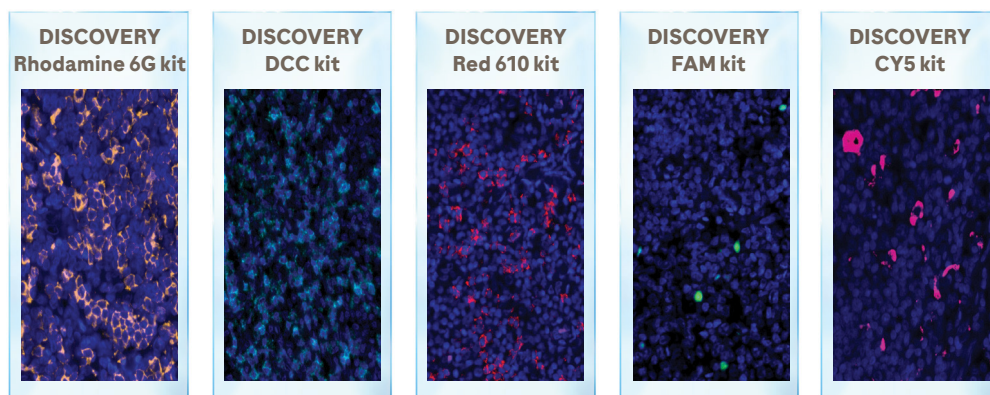 DISCOVERY
Rhodamine 6G kit
DISCOVERY
DCC kit
DISCOVERY
Red 610 kit
DISCOVERY
FAM kit
DISCOVERY
CY5 kit